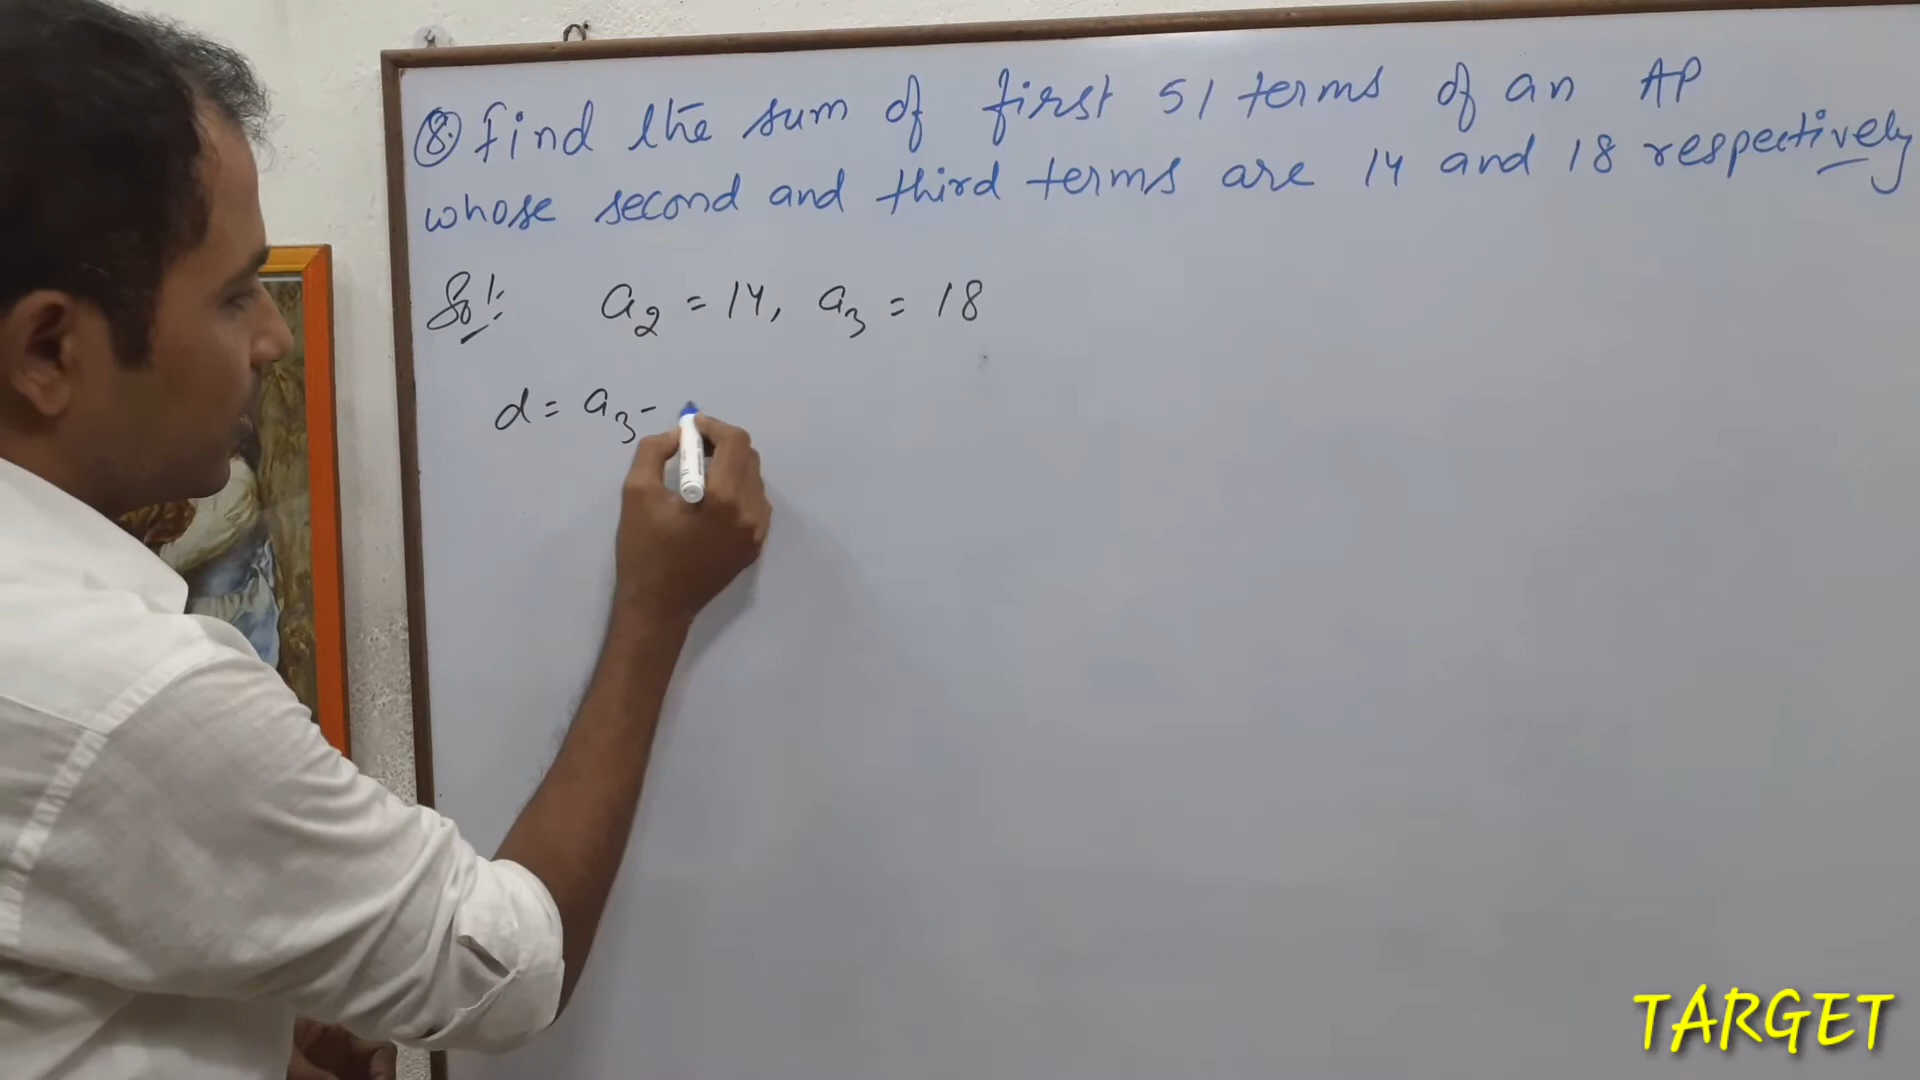 ⑧. Find the sum of first 51 terms of an AP
whose second and third terms are 14 and 18 respectively
Sol:
a₂ = 14, a₃ = 18
d = a₃ -
TARGET